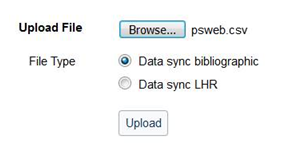 Upload File Browse... psweb.csv
File Type Data sync bibliographic
Data sync LHR
Upload